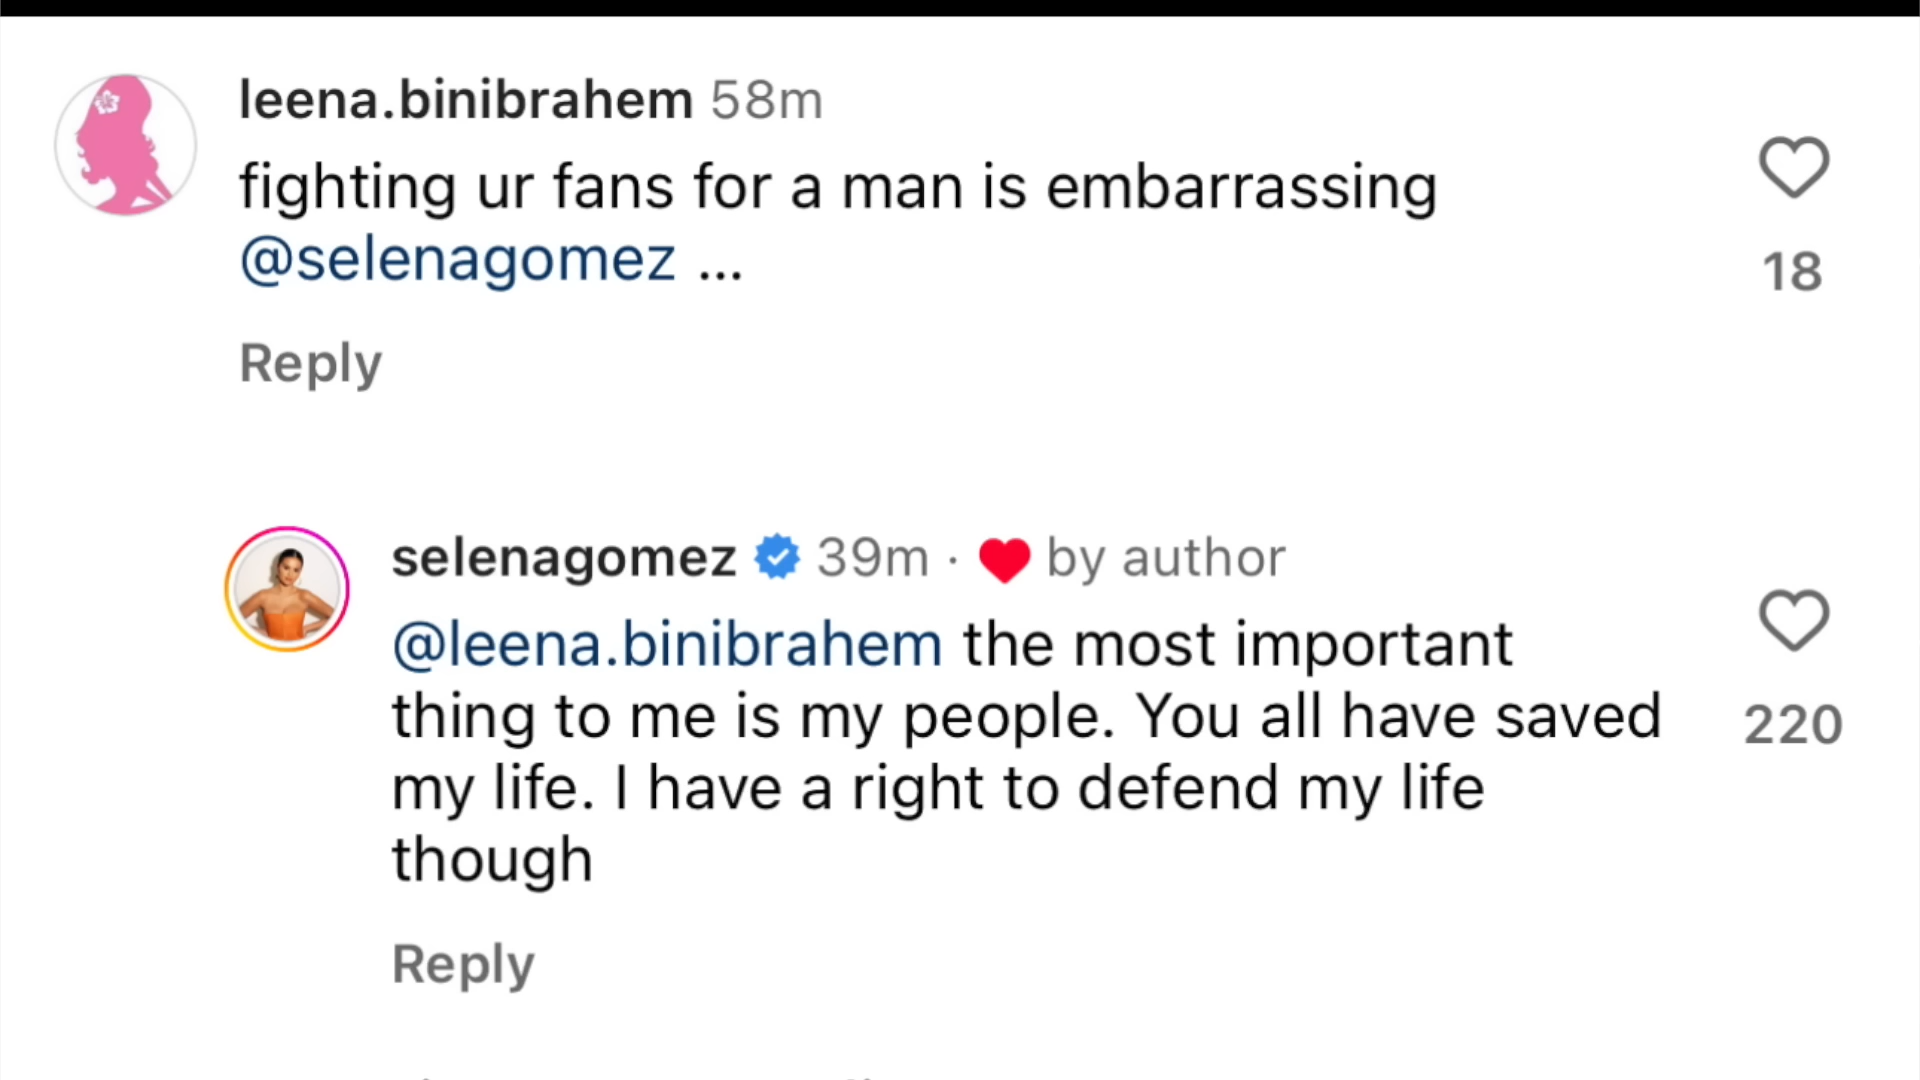 leena.binibrahem 58m
fighting ur fans for a man is embarrassing
@selenagomez ...
18
Reply
selenagomez 39m · by author
@leena.binibrahem the most important
thing to me is my people. You all have saved
my life. I have a right to defend my life
though
220
Reply